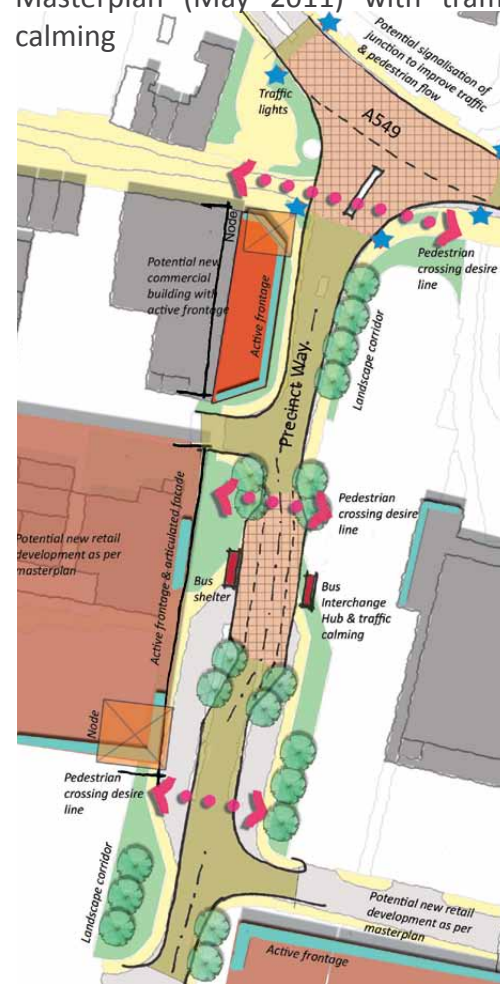 Masterplan (May 2011) with traffic
calming
Potential signalisation of
junction to improve traffic
& pedestrian flow
Traffic
lights
A549
Node
Pedestrian
crossing desire
line
Potential new
commercial
building with
active frontage
Active frontage
Landscape corridor
Precinct Way
Pedestrian
crossing desire
line
Active frontage & articulated facade
Potential new retail
development as per
masterplan
Bus
shelter
Bus
Interchange
Hub & traffic
calming
Node
Pedestrian
crossing desire
line
Landscape corridor
Potential new retail
development as per
masterplan
Active frontage